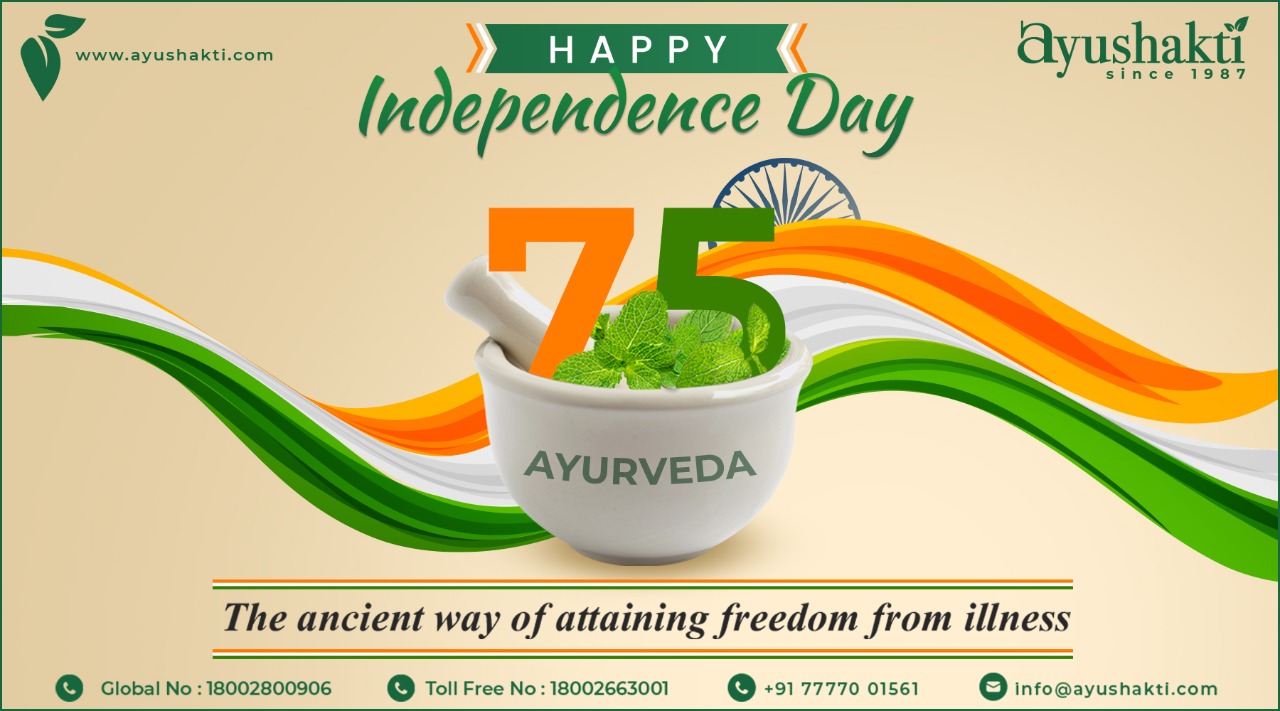 www.ayushakti.com
HAPPY
Independence Day
ayushakti
since 1987
75
AYURVEDA
The ancient way of attaining freedom from illness
Global No : 18002800906
Toll Free No : 18002663001
+91 77770 01561
info@ayushakti.com